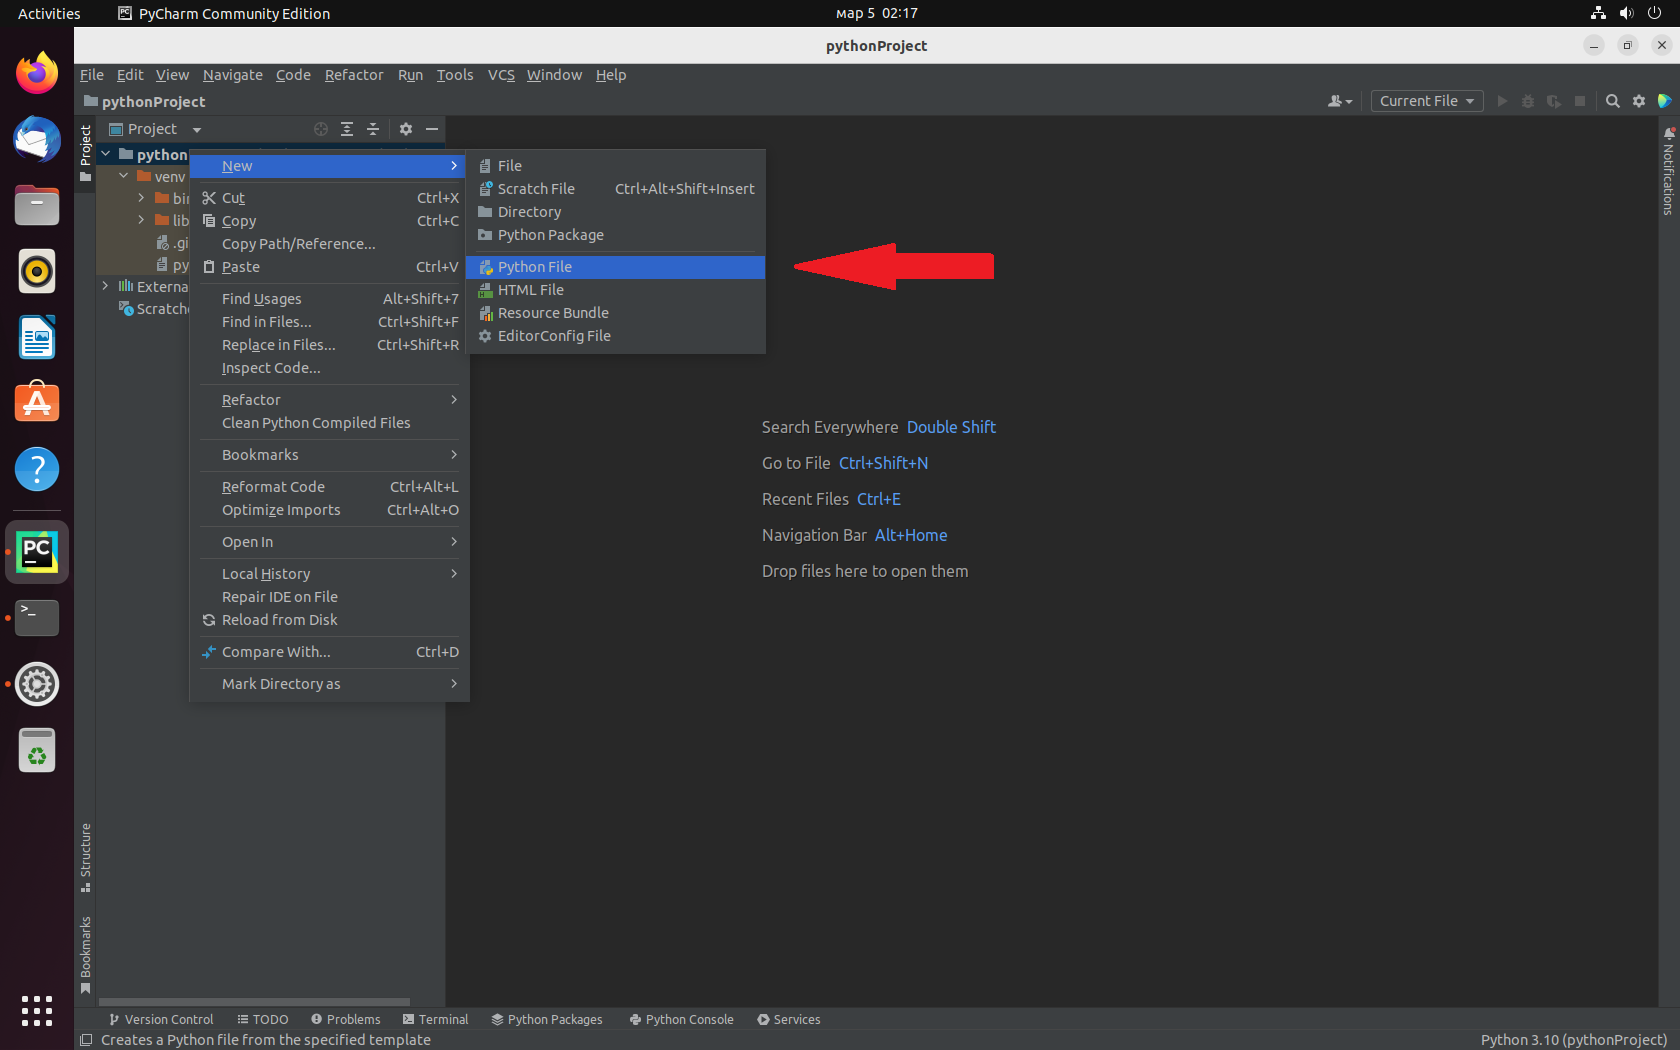 Activities PyCharm Community Edition мар 5 02:17
pythonProject
File Edit View Navigate Code Refactor Run Tools VCS Window Help
pythonProject Current File
Project
Project
Notifications
python
venv
bin
lib
.gi
py
Externa
Scratche
New
Cut Ctrl+X
Copy Ctrl+C
Copy Path/Reference...
Paste Ctrl+V
Find Usages Alt+Shift+7
Find in Files... Ctrl+Shift+F
Replace in Files... Ctrl+Shift+R
Inspect Code...
Refactor
Clean Python Compiled Files
Bookmarks
Reformat Code Ctrl+Alt+L
Optimize Imports Ctrl+Alt+O
Open In
Local History
Repair IDE on File
Reload from Disk
Compare With... Ctrl+D
Mark Directory as
File
Scratch File Ctrl+Alt+Shift+Insert
Directory
Python Package
Python File
HTML File
Resource Bundle
EditorConfig File
Search Everywhere Double Shift
Go to File Ctrl+Shift+N
Recent Files Ctrl+E
Navigation Bar Alt+Home
Drop files here to open them
PC
Structure
Bookmarks
Version Control TODO Problems Terminal Python Packages Python Console Services
Creates a Python file from the specified template Python 3.10 (pythonProject)